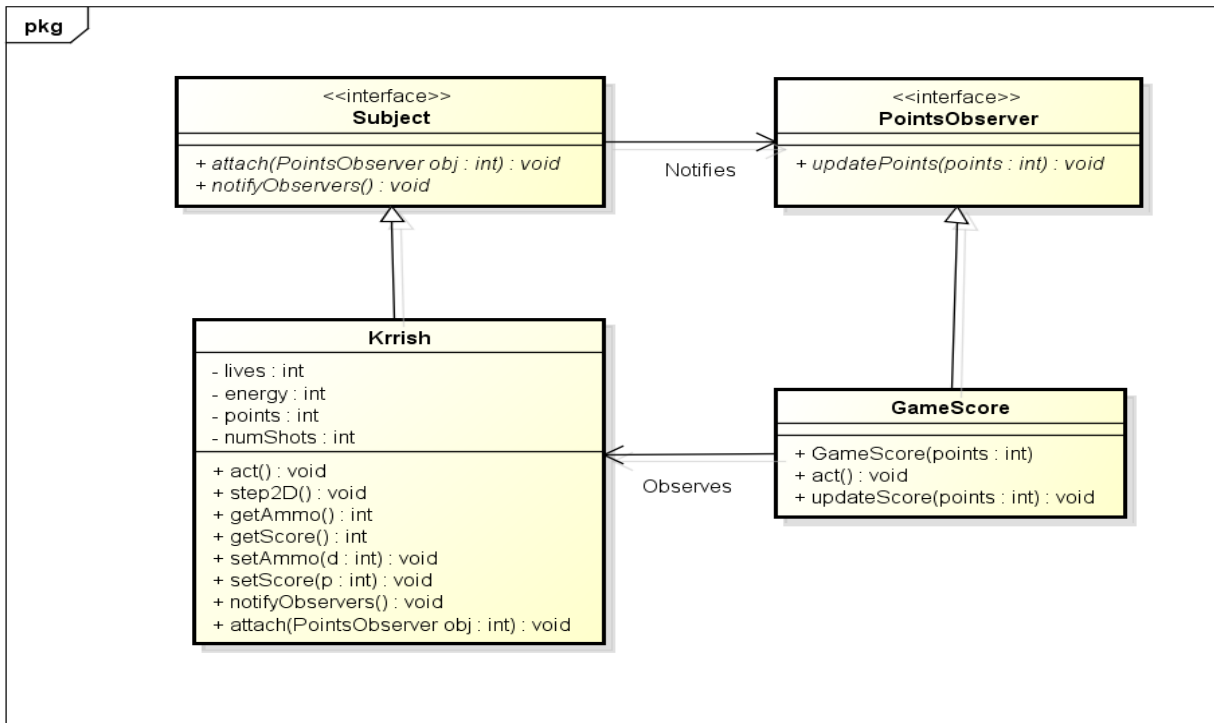 pkg
<<interface>>
Subject
+ attach(PointsObserver obj : int) : void
+ notifyObservers() : void
<<interface>>
PointsObserver
+ updatePoints(points : int) : void
Notifies
Krrish
- lives : int
- energy : int
- points : int
- numShots : int
+ act() : void
+ step2D() : void
+ getAmmo() : int
+ getScore() : int
+ setAmmo(d : int) : void
+ setScore(p : int) : void
+ notifyObservers() : void
+ attach(PointsObserver obj : int) : void
Observes
GameScore
+ GameScore(points : int)
+ act() : void
+ updateScore(points : int) : void